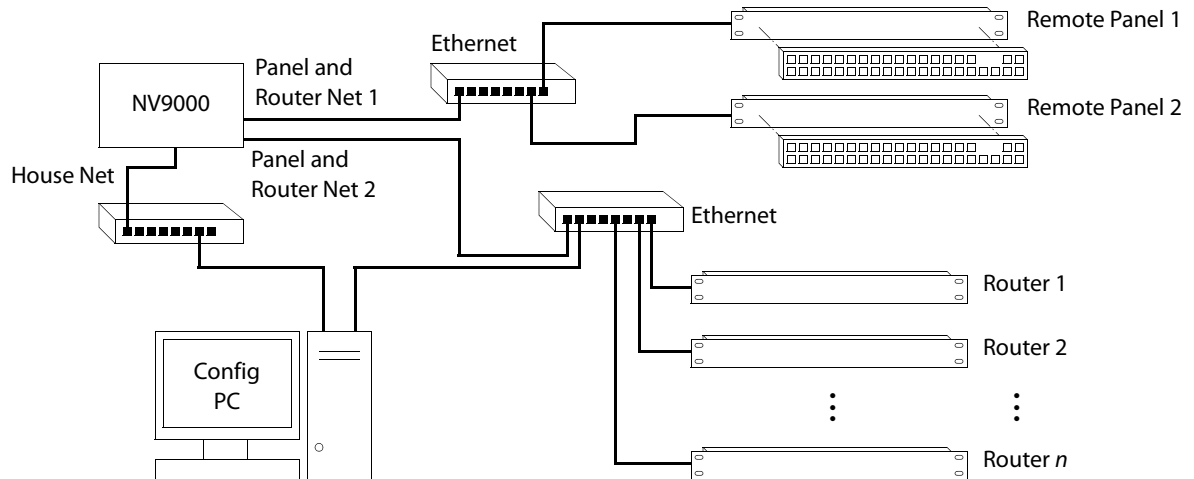 Remote Panel 1
Ethernet
Panel and
Router Net 1
NV9000
Remote Panel 2
Panel and
Router Net 2
House Net
Ethernet
Router 1
Router 2
Config
PC
Router n